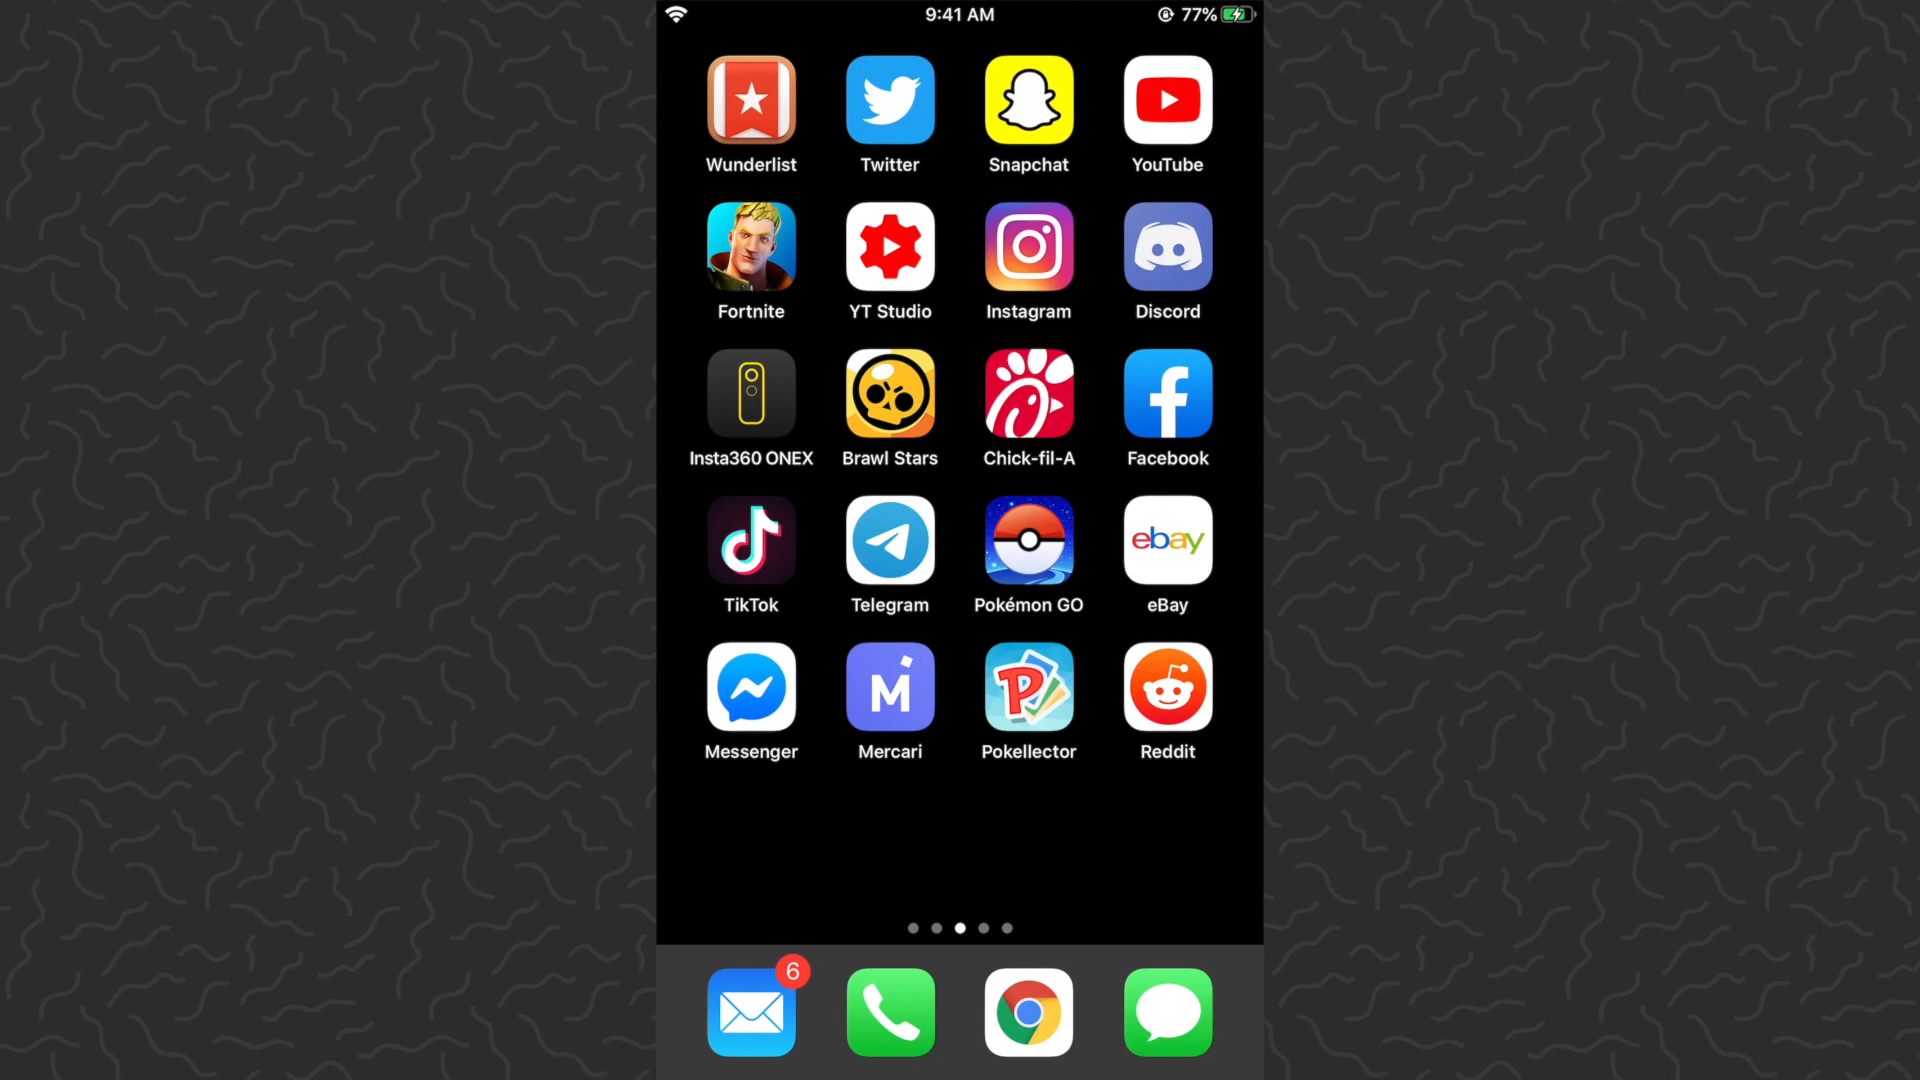 9:41 AM 77%
Wunderlist Twitter Snapchat YouTube
Fortnite YT Studio Instagram Discord
Insta360 ONEX Brawl Stars Chick-fil-A Facebook
ebay
TikTok Telegram Pokémon GO eBay
M P
Messenger Mercari Pokellector Reddit
6